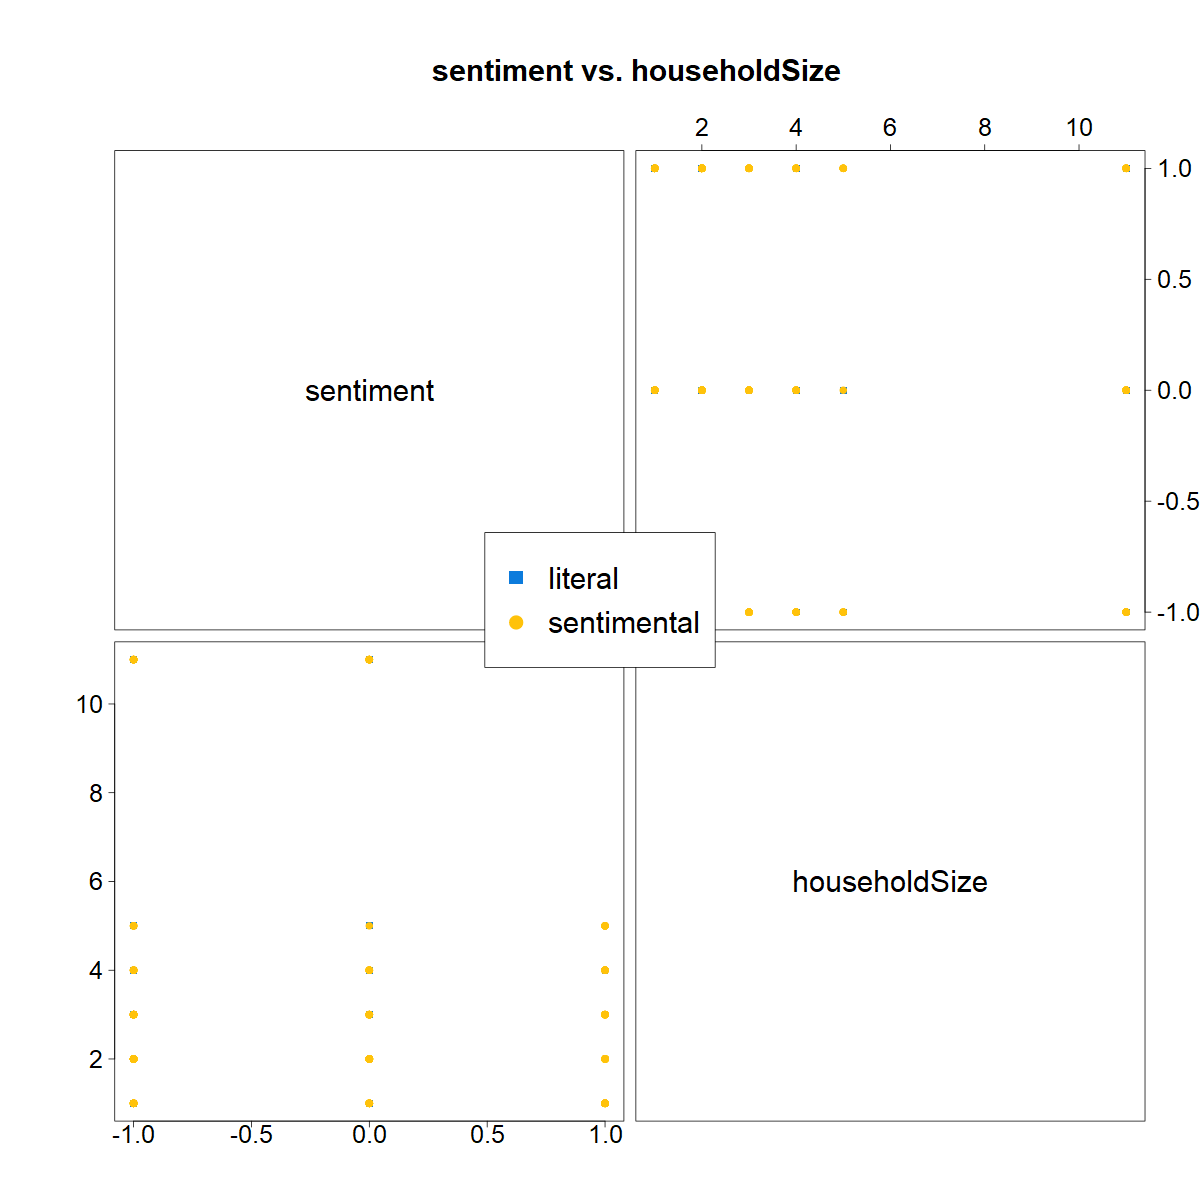 sentiment vs. householdSize
2 4 6 8 10
1.0
0.5
sentiment
0.0
-0.5
literal
sentimental
-1.0
10
8
6
householdSize
4
2
-1.0 -0.5 0.0 0.5 1.0